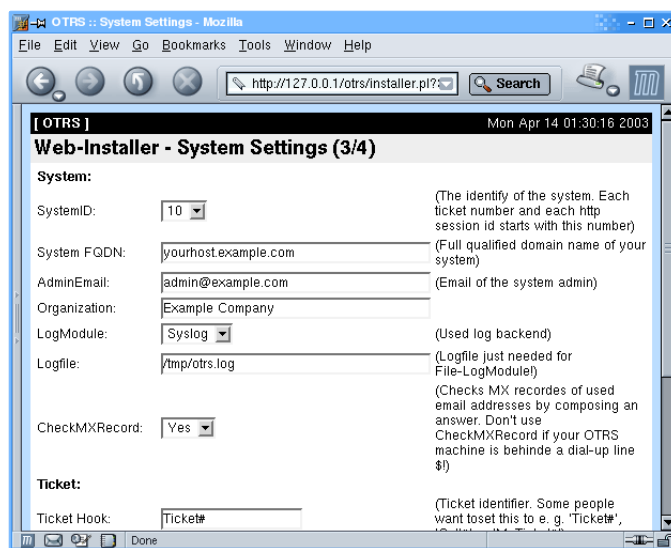 OTRS :: System Settings - Mozilla
File Edit View Go Bookmarks Tools Window Help
http://127.0.0.1/otrs/installer.pl?
Search
[ OTRS ]
Mon Apr 14 01:30:16 2003
Web-Installer - System Settings (3/4)
System:
SystemID:
10
(The identify of the system. Each
ticket number and each http
session id starts with this number)
System FQDN:
yourhost.example.com
(Full qualified domain name of your
system)
AdminEmail:
admin@example.com
(Email of the system admin)
Organization:
Example Company
LogModule:
Syslog
(Used log backend)
Logfile:
/tmp/otrs.log
(Logfile just needed for
File-LogModule!)
CheckMXRecord:
Yes
(Checks MX recordes of used
email addresses by composing an
answer. Don't use
CheckMXRecord if your OTRS
machine is behinde a dial-up line
$!)
Ticket:
Ticket Hook:
Ticket#
(Ticket identifier. Some people
want toset this to e. g. 'Ticket#',
Done